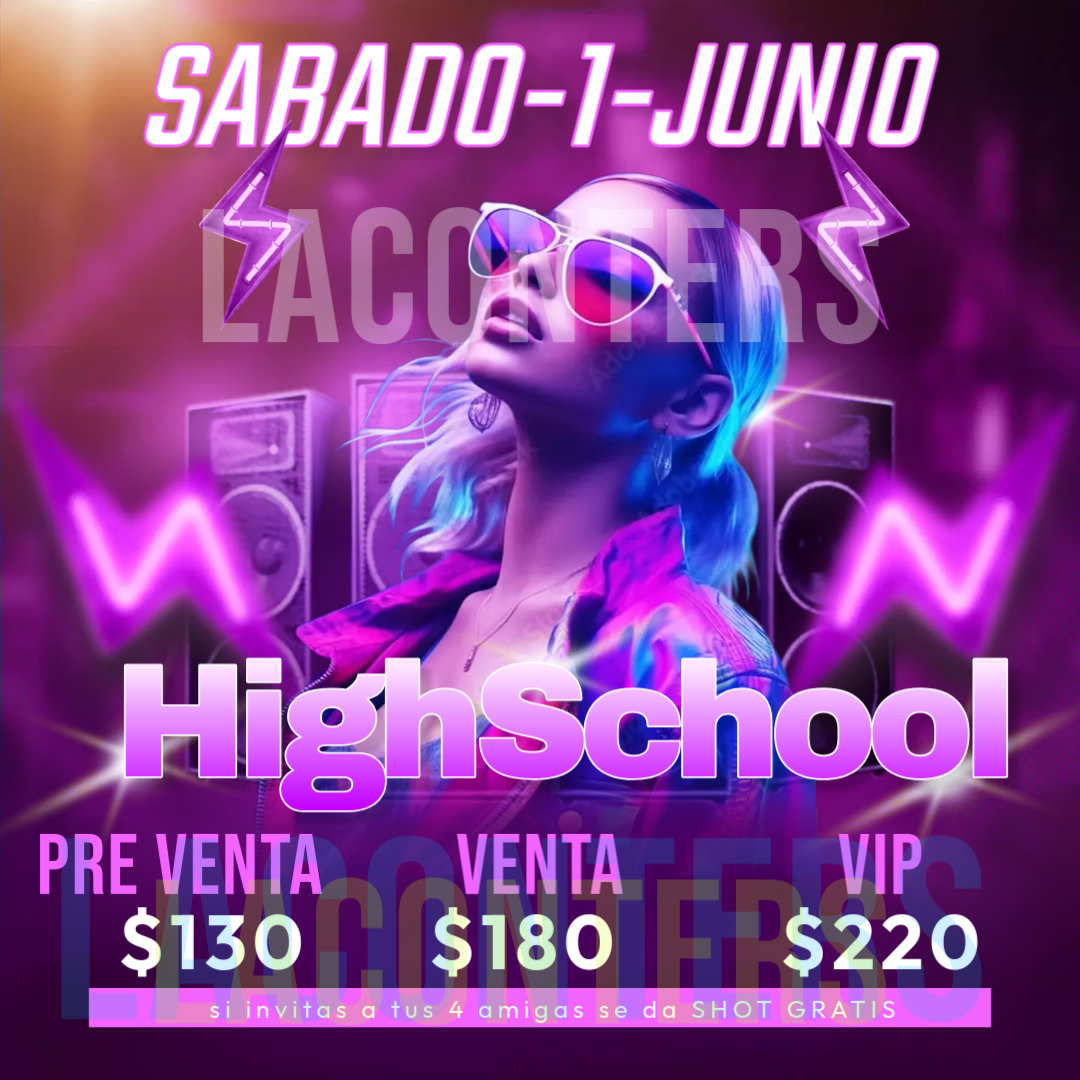 SABADO-1-JUNIO
LACONTERS
HighSchool
PRE VENTA VENTA VIP
LACONTERS
LACONTERS
$130 $180 $220
si invitas a tus 4 amigas se da SHOT GRATIS